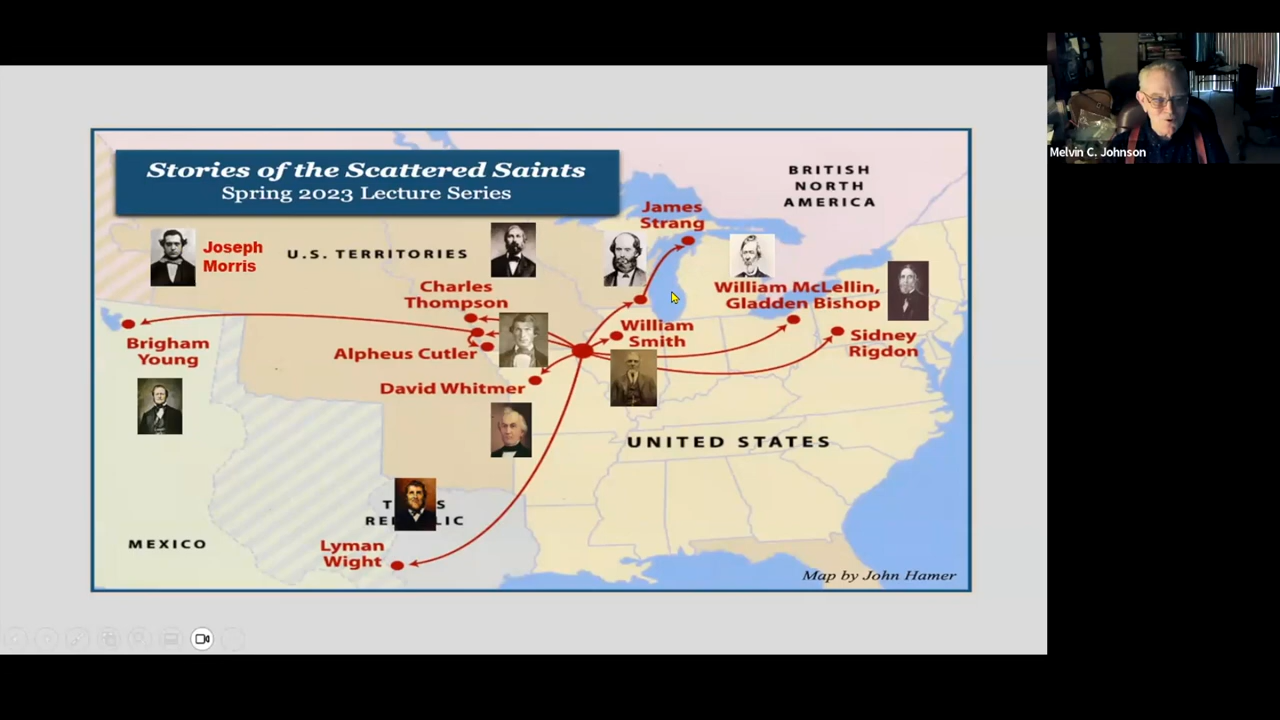 Stories of the Scattered Saints
Spring 2023 Lecture Series
Melvin C. Johnson
BRITISH
NORTH
AMERICA
James
Strang
Joseph
Morris
U.S. TERRITORIES
Charles
Thompson
William McLellin,
Gladden Bishop
William
Smith
Sidney
Rigdon
Brigham
Young
Alpheus Cutler
David Whitmer
UNITED STATES
MEXICO
Lyman
Wight
Map by John Hamer